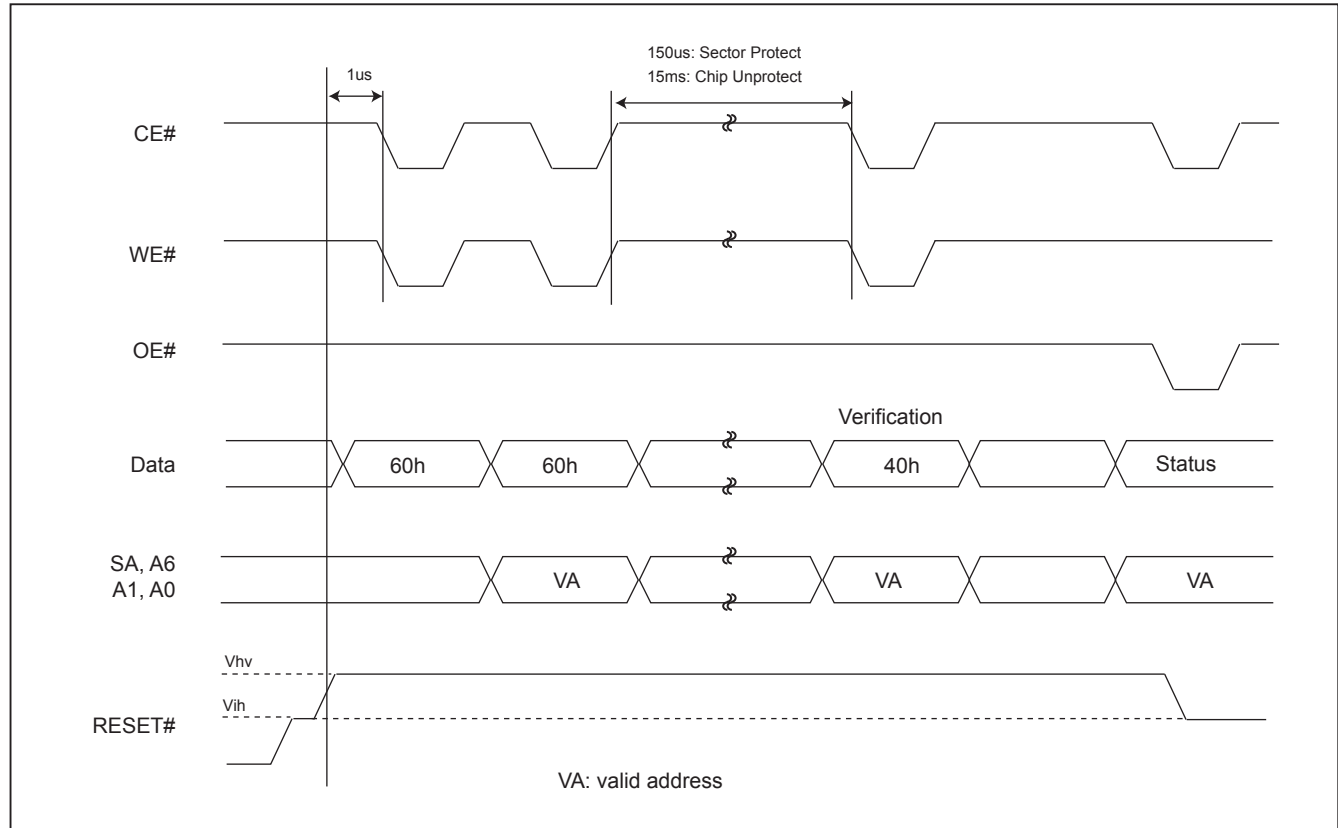 150us: Sector Protect
15ms: Chip Unprotect
1us
CE#
WE#
OE#
Verification
Data
60h
60h
40h
Status
SA, A6
A1, A0
VA
VA
VA
Vhv
Vih
RESET#
VA: valid address